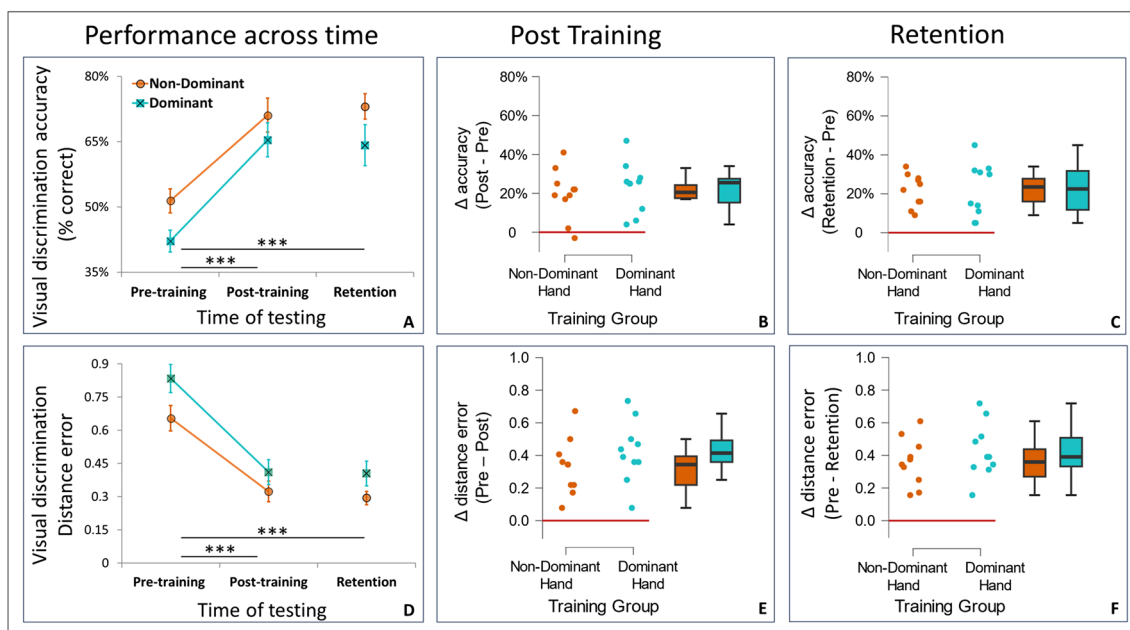 Performance across time
Post Training
Retention
Visual discrimination accuracy
(% correct)
80%
65%
50%
35%
Non-Dominant
Dominant
***
***
Pre-training
Post-training
Retention
Time of testing
A
Δ accuracy
(Post - Pre)
80%
60%
40%
20%
0
Non-Dominant
Hand
Dominant
Hand
Training Group
B
Δ accuracy
(Retention - Pre)
80%
60%
40%
20%
0
Non-Dominant
Hand
Dominant
Hand
Training Group
C
Visual discrimination
Distance error
0.9
0.75
0.6
0.45
0.3
0.15
0
***
***
Pre-training
Post-training
Retention
Time of testing
D
Δ distance error
(Pre – Post)
1.0
0.8
0.6
0.4
0.2
0.0
Non-Dominant
Hand
Dominant
Hand
Training Group
E
Δ distance error
(Pre - Retention)
1.0
0.8
0.6
0.4
0.2
0.0
Non-Dominant
Hand
Dominant
Hand
Training Group
F